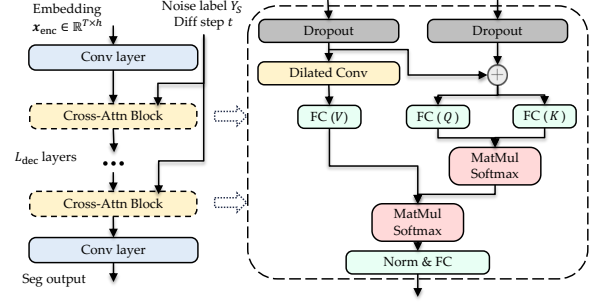 Embedding
x_enc ∈ ℝ^{T×h}
Noise label Y_S
Diff step t
Conv layer
Cross-Attn Block
L_dec layers
...
Cross-Attn Block
Conv layer
Seg output
Dropout
Dropout
Dilated Conv
+
FC (V)
FC (Q)
FC (K)
MatMul
Softmax
MatMul
Softmax
Norm & FC